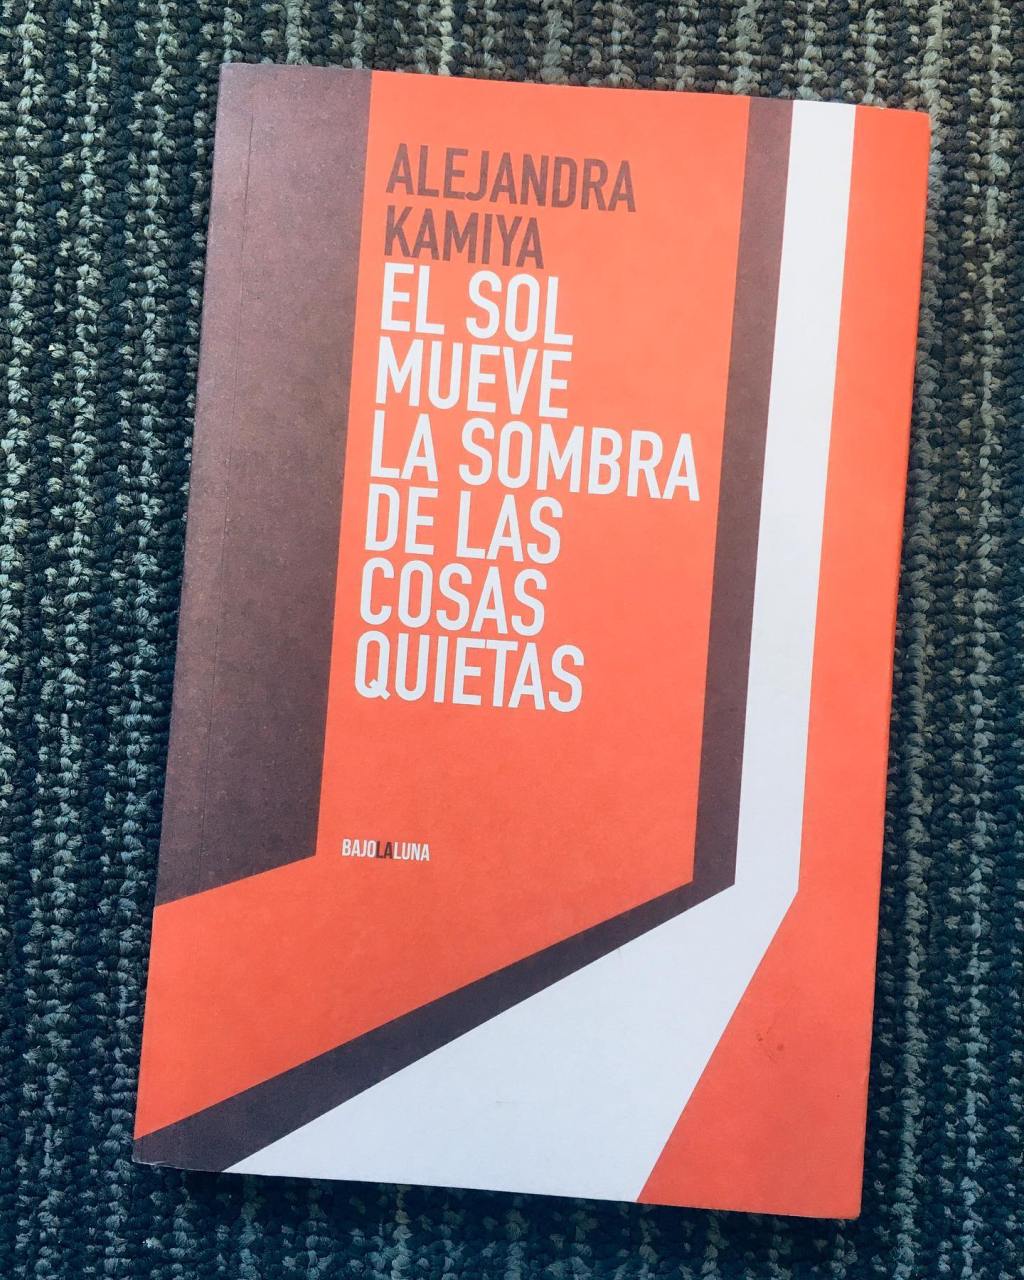 ALEJANDRA
KAMIYA
EL SOL
MUEVE
LA SOMBRA
DE LAS
COSAS
QUIETAS
BAJOLALUNA